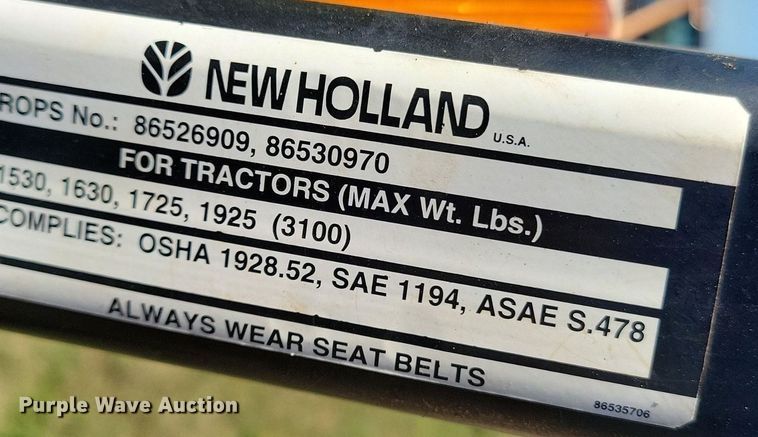 NEW HOLLAND U.S.A.
ROPS No.: 86526909, 86530970
FOR TRACTORS (MAX Wt. Lbs.)
1530, 1630, 1725, 1925 (3100)
COMPLIES: OSHA 1928.52, SAE 1194, ASAE S.478
ALWAYS WEAR SEAT BELTS
86535706
Purple Wave Auction